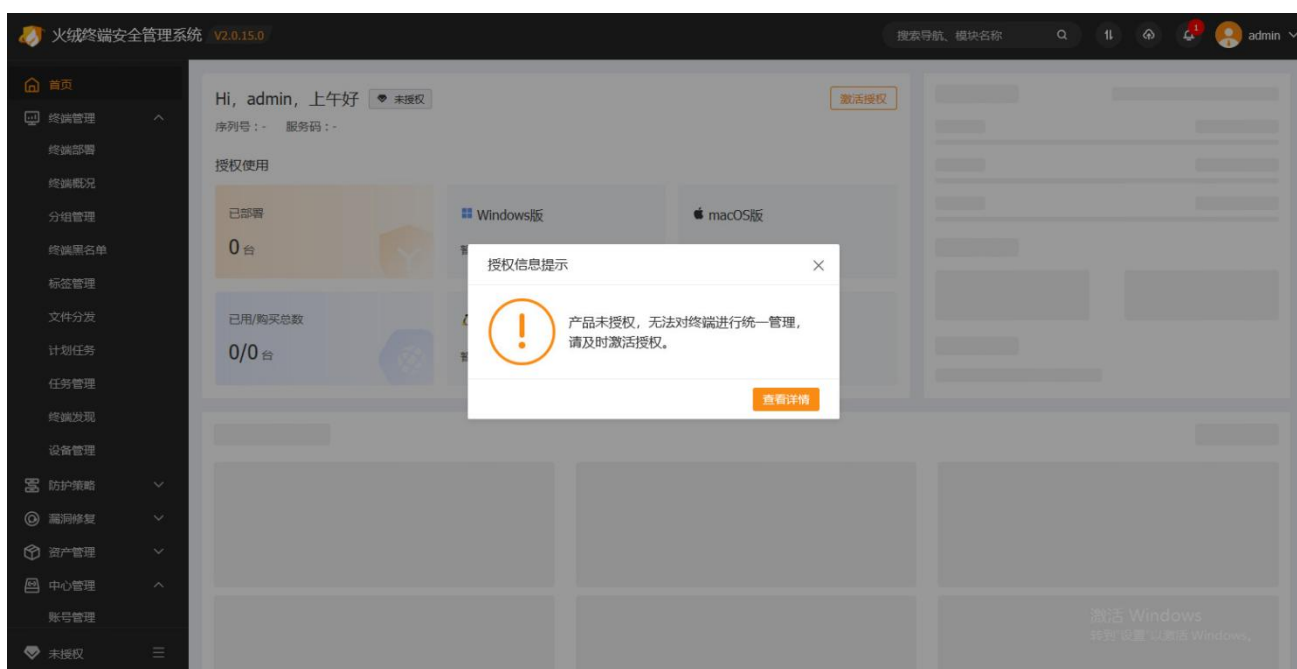 火绒终端安全管理系统 V2.0.15.0
搜索导航、模块名称
1
admin
首页
终端管理
终端部署
终端概况
分组管理
终端黑名单
标签管理
文件分发
计划任务
任务管理
终端发现
设备管理
防护策略
漏洞修复
资产管理
中心管理
账号管理
未授权
Hi, admin, 上午好 未授权
激活授权
序列号：- 服务码：-
授权使用
已部署
0 台
Windows版
macOS版
已用/购买总数
0/0 台
授权信息提示
产品未授权，无法对终端进行统一管理，
请及时激活授权。
查看详情
激活 Windows
转到"设置"以激活 Windows。